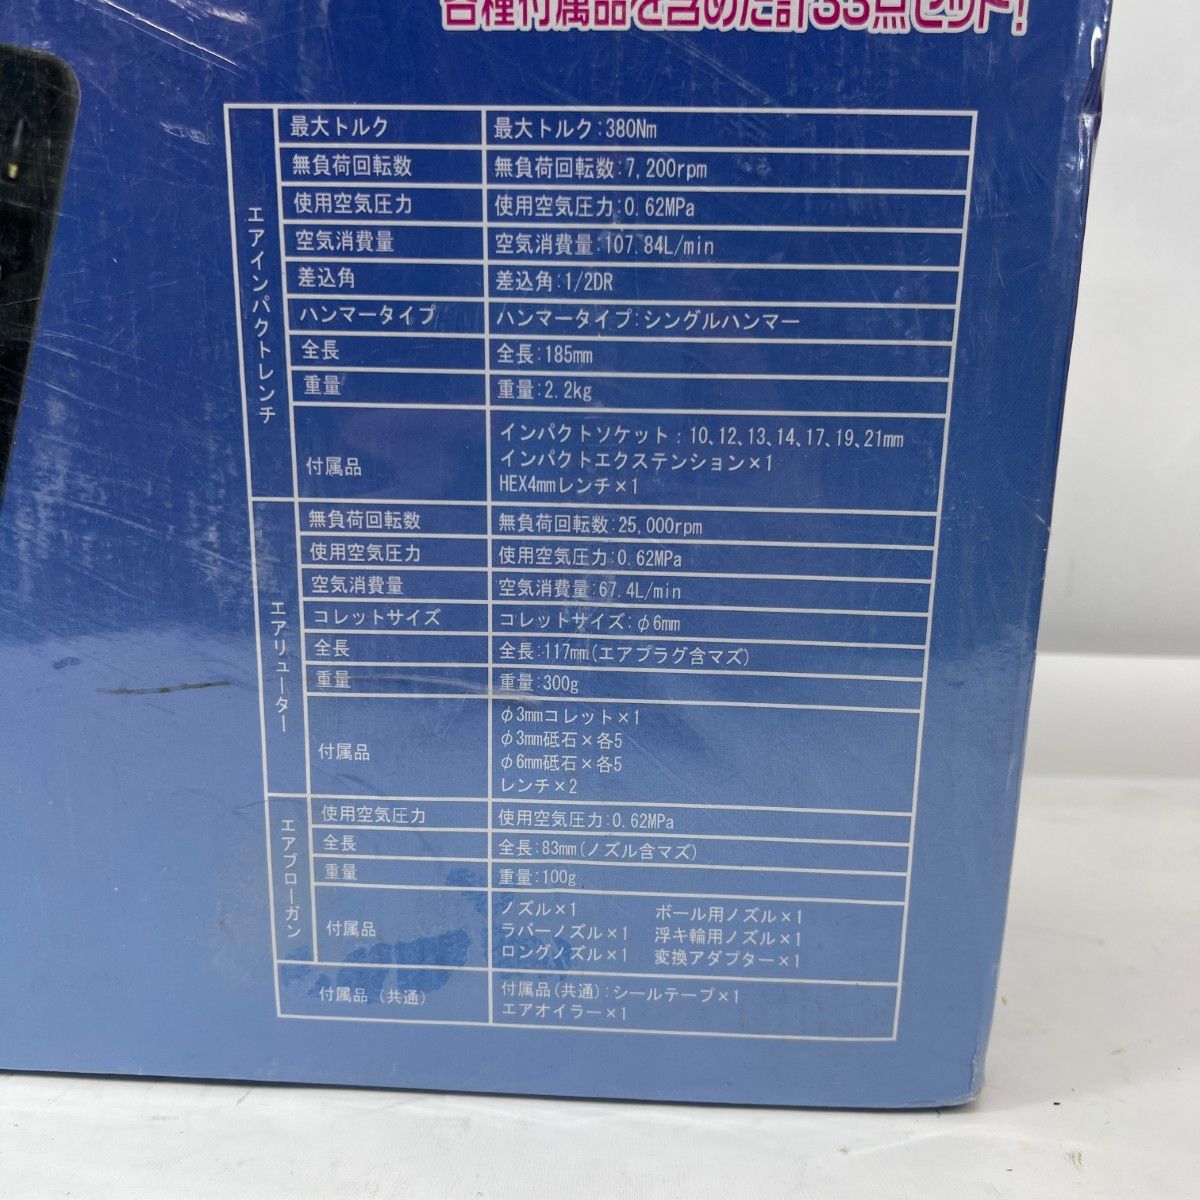 各種付属品を含めた計33点セット!
エアインパクトレンチ
最大トルク 最大トルク:380Nm
無負荷回転数 無負荷回転数:7,200rpm
使用空気圧力 使用空気圧力:0.62MPa
空気消費量 空気消費量:107.84L/min
差込角 差込角:1/2DR
ハンマータイプ ハンマータイプ:シングルハンマー
全長 全長:185mm
重量 重量:2.2kg
付属品 インパクトソケット:10、12、13、14、17、19、21mm
インパクトエクステンション×1
HEX4mmレンチ×1
エアリューター
無負荷回転数 無負荷回転数:25,000rpm
使用空気圧力 使用空気圧力:0.62MPa
空気消費量 空気消費量:67.4L/min
コレットサイズ コレットサイズ:φ6mm
全長 全長:117mm(エアプラグ含マズ)
重量 重量:300g
付属品 φ3mmコレット×1
φ3mm砥石×各5
φ6mm砥石×各5
レンチ×2
エアブローガン
使用空気圧力 使用空気圧力:0.62MPa
全長 全長:83mm(ノズル含マズ)
重量 重量:100g
付属品 ノズル×1 ボール用ノズル×1
ラバーノズル×1 浮キ輪用ノズル×1
ロングノズル×1 変換アダプター×1
付属品(共通) 付属品(共通):シールテープ×1
エアオイラー×1